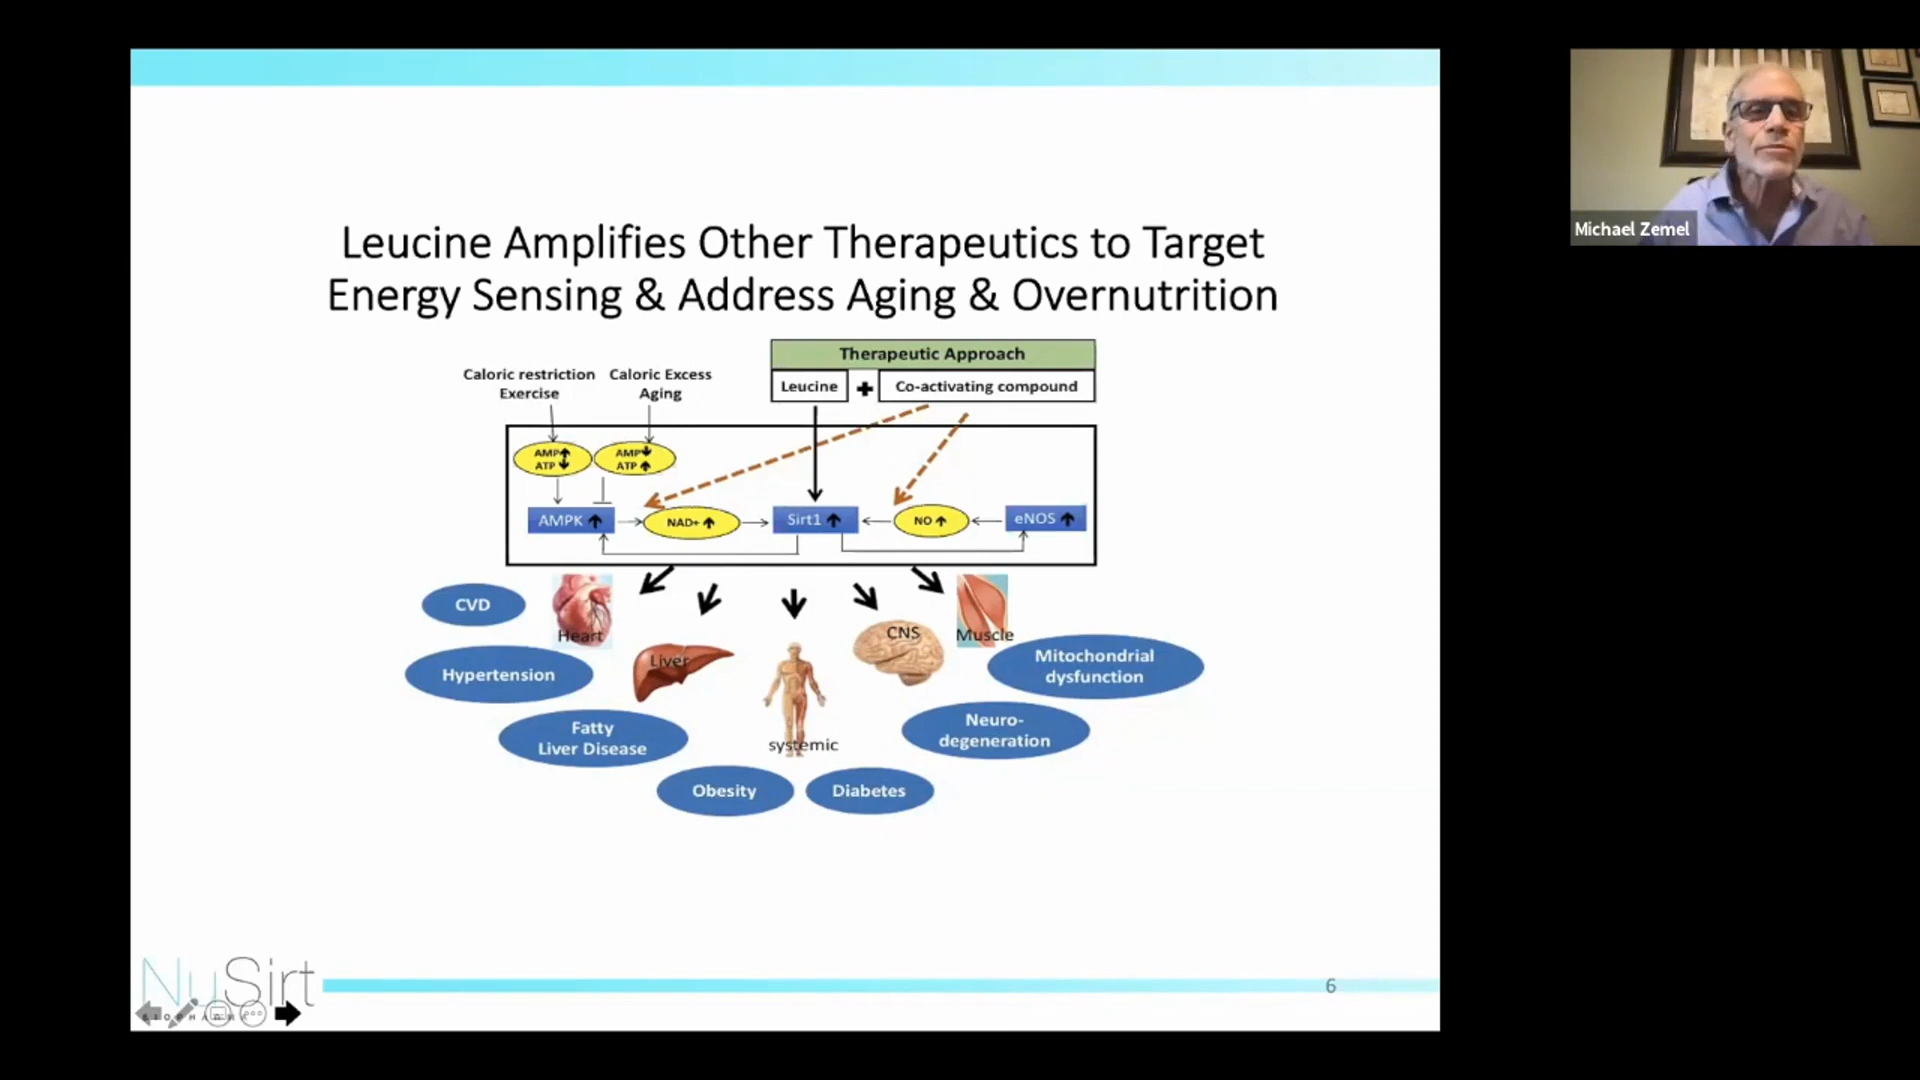 Leucine Amplifies Other Therapeutics to Target
Energy Sensing & Address Aging & Overnutrition
Therapeutic Approach
Leucine + Co-activating compound
Caloric restriction
Exercise
Caloric Excess
Aging
AMP
ATP
AMP
ATP
AMPK
NAD+
Sirt1
NO
eNOS
CVD
Heart
Hypertension
Liver
Fatty
Liver Disease
systemic
CNS
Muscle
Mitochondrial
dysfunction
Neuro-
degeneration
Obesity
Diabetes
NuSirt
6
Michael Zemel